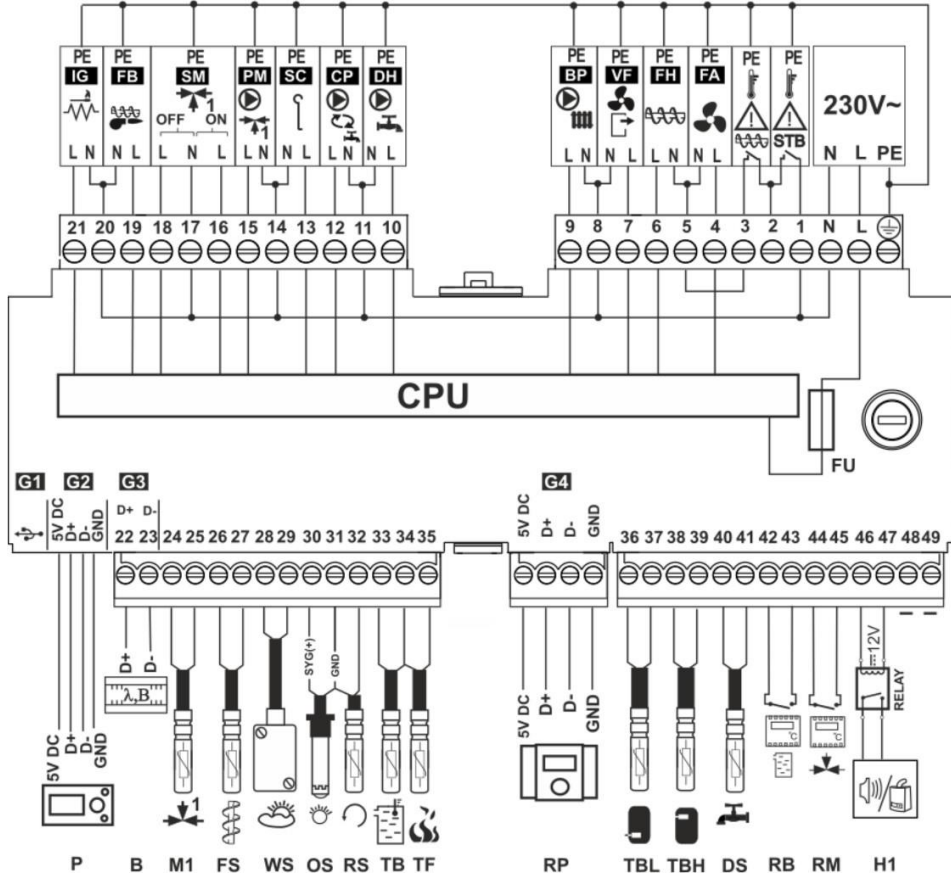 PE PE PE PE PE PE PE PE PE PE PE PE PE
IG FB SM PM SC CP DH BP VF FH FA
1
OFF ON
1
230V~
STB
L N N L L N L L N N L L N N L L N N L L N N L N L PE
21 20 19 18 17 16 15 14 13 12 11 10 9 8 7 6 5 4 3 2 1 N L
CPU
FU
G1 G2 G3 G4
5V DC D+ D- GND D+ D- 5V DC D+ D- GND
22 23 24 25 26 27 28 29 30 31 32 33 34 35 36 37 38 39 40 41 42 43 44 45 46 47 48 49
SYG(+) GND
12V
D+ D-
λ,B
RELAY
5V DC D+ D- GND 5V DC D+ D- GND
°C °C
1
P B M1 FS WS OS RS TB TF RP TBL TBH DS RB RM H1